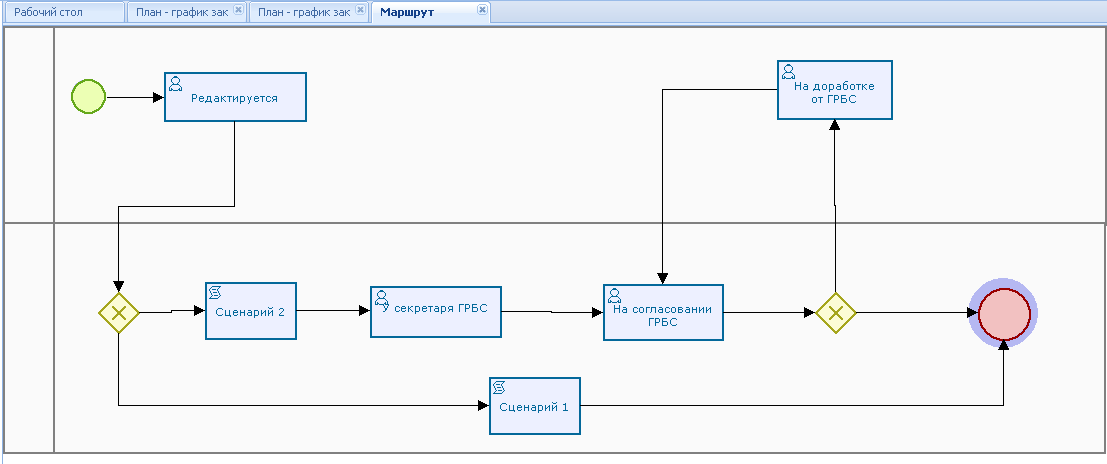 Рабочий стол
План - график зак
План - график зак
Маршрут
Редактируется
На доработке
от ГРБС
Сценарий 2
У секретаря ГРБС
На согласовании
ГРБС
Сценарий 1